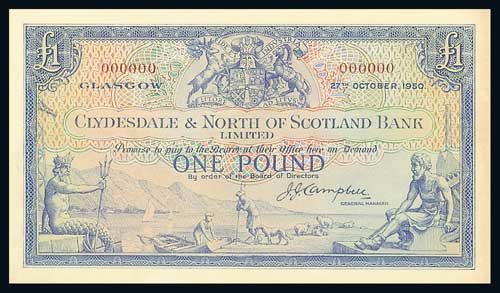 £1 £1
000000 000000
GLASGOW 27TH OCTOBER, 1950.
CLYDESDALE & NORTH OF SCOTLAND BANK
LIMITED
Promise to pay to the Bearer at their Office here on Demand
ONE POUND
By order of the Board of Directors
J.J. Campbell
GENERAL MANAGER